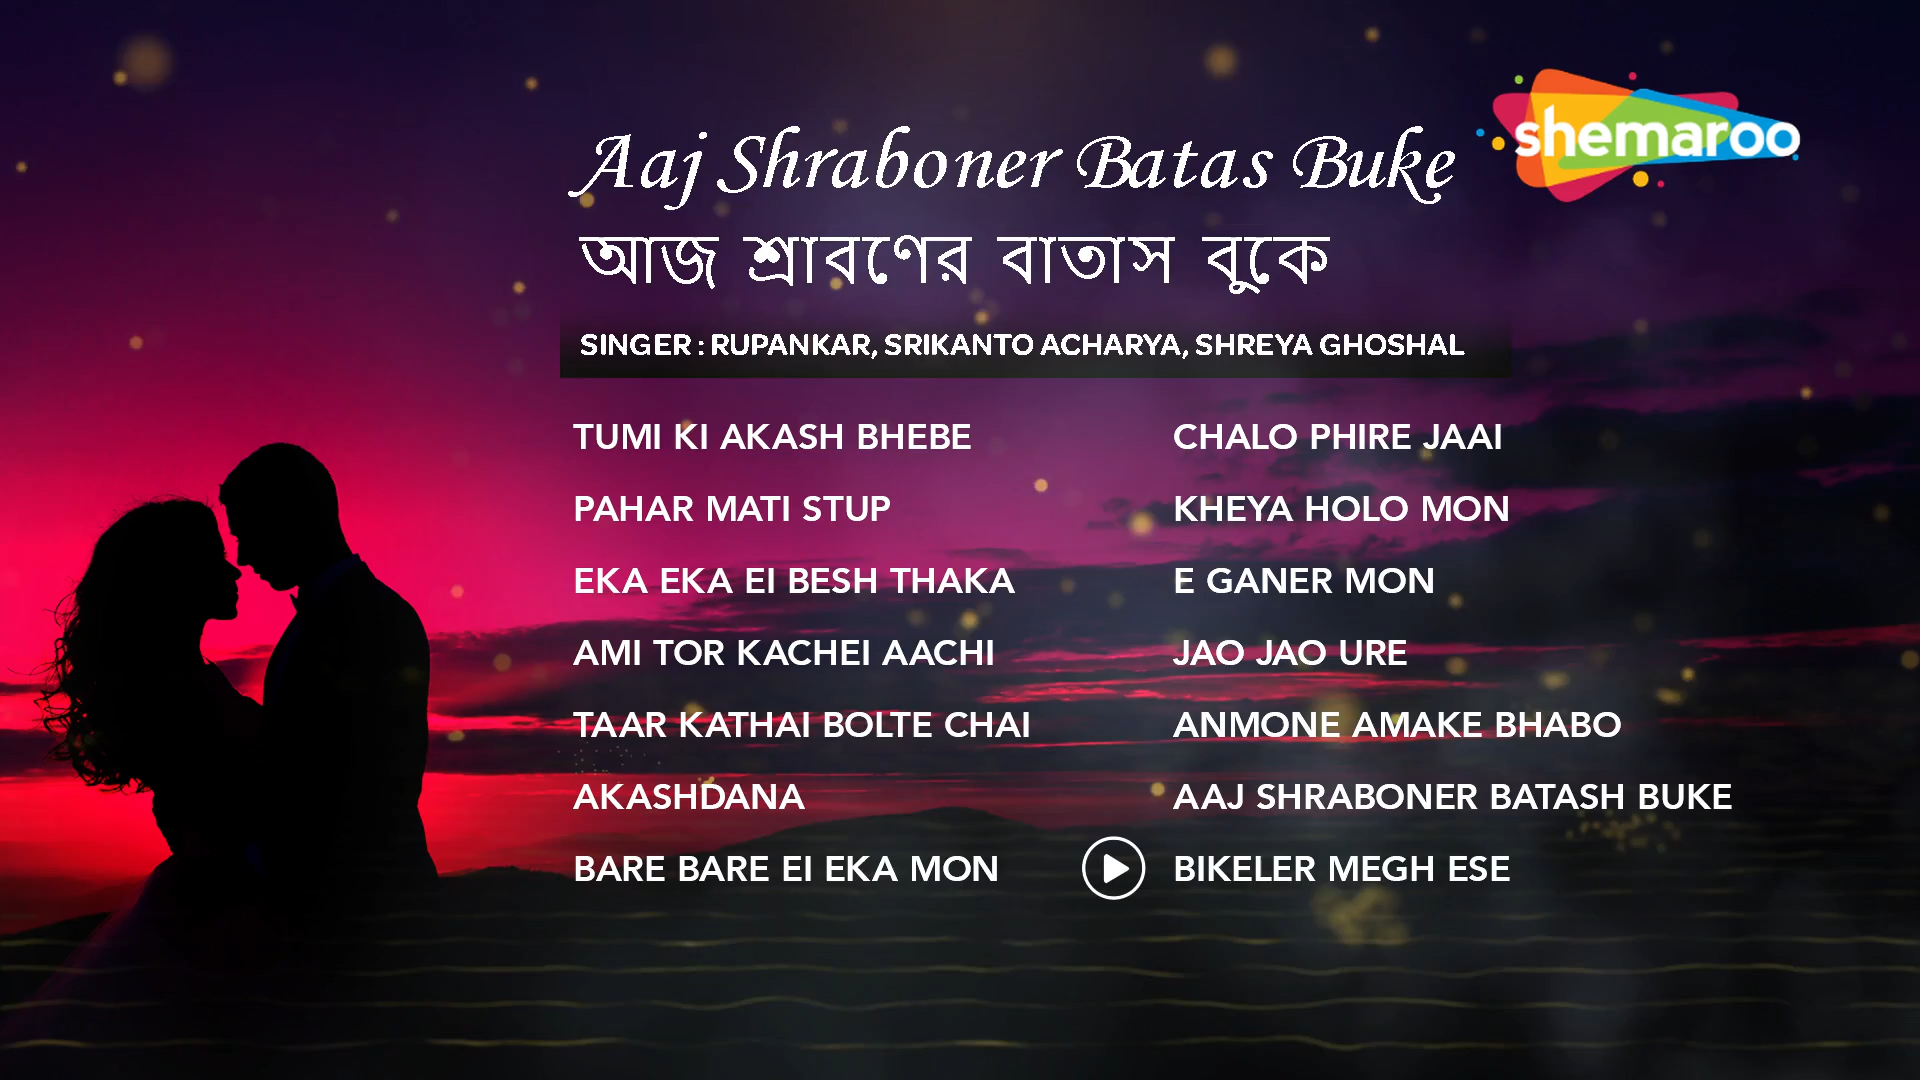 Aaj Shraboner Batas Buke
shemaroo
আজ শ্রাবণের বাতাস বুকে
SINGER : RUPANKAR, SRIKANTO ACHARYA, SHREYA GHOSHAL
TUMI KI AKASH BHEBE
PAHAR MATI STUP
EKA EKA EI BESH THAKA
AMI TOR KACHEI AACHI
TAAR KATHAI BOLTE CHAI
AKASHDANA
BARE BARE EI EKA MON
CHALO PHIRE JAAI
KHEYA HOLO MON
E GANER MON
JAO JAO URE
ANMONE AMAKE BHABO
AAJ SHRABONER BATASH BUKE
BIKELER MEGH ESE